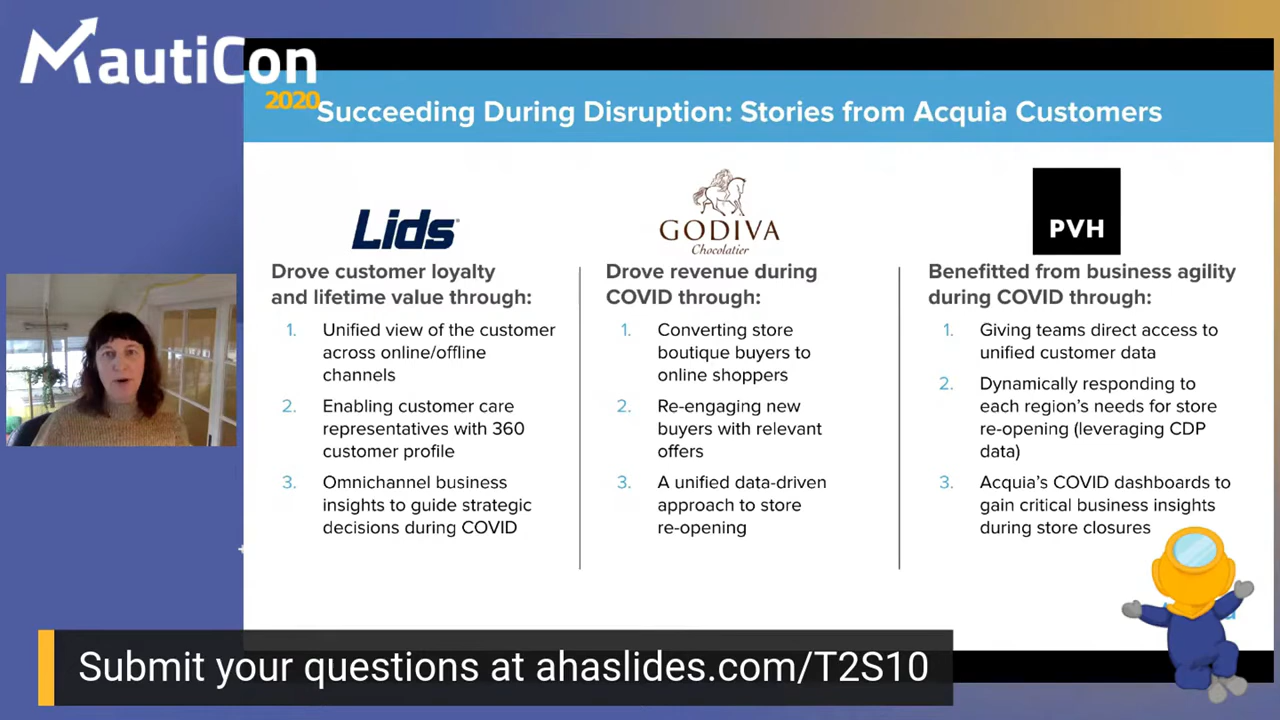 MautiCon
2020
Succeeding During Disruption: Stories from Acquia Customers
Lids
Drove customer loyalty
and lifetime value through:
1. Unified view of the customer
across online/offline
channels
2. Enabling customer care
representatives with 360
customer profile
3. Omnichannel business
insights to guide strategic
decisions during COVID
GODIVA
Chocolatier
Drove revenue during
COVID through:
1. Converting store
boutique buyers to
online shoppers
2. Re-engaging new
buyers with relevant
offers
3. A unified data-driven
approach to store
re-opening
PVH
Benefitted from business agility
during COVID through:
1. Giving teams direct access to
unified customer data
2. Dynamically responding to
each region's needs for store
re-opening (leveraging CDP
data)
3. Acquia's COVID dashboards to
gain critical business insights
during store closures
Submit your questions at ahaslides.com/T2S10